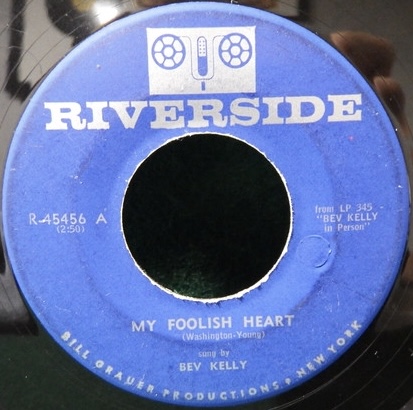 RIVERSIDE
R-45456 A
(2:50)
from LP 345 -
"BEV KELLY
in Person"
MY FOOLISH HEART
(Washington-Young)
sung by
BEV KELLY
BILL GRAUER PRODUCTIONS • NEW YORK